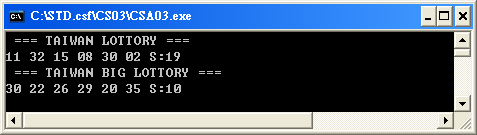 C:\STD.csf\CS03\CSA03.exe
=== TAIWAN LOTTORY ===
11 32 15 08 30 02 S:19
=== TAIWAN BIG LOTTORY ===
30 22 26 29 20 35 S:10